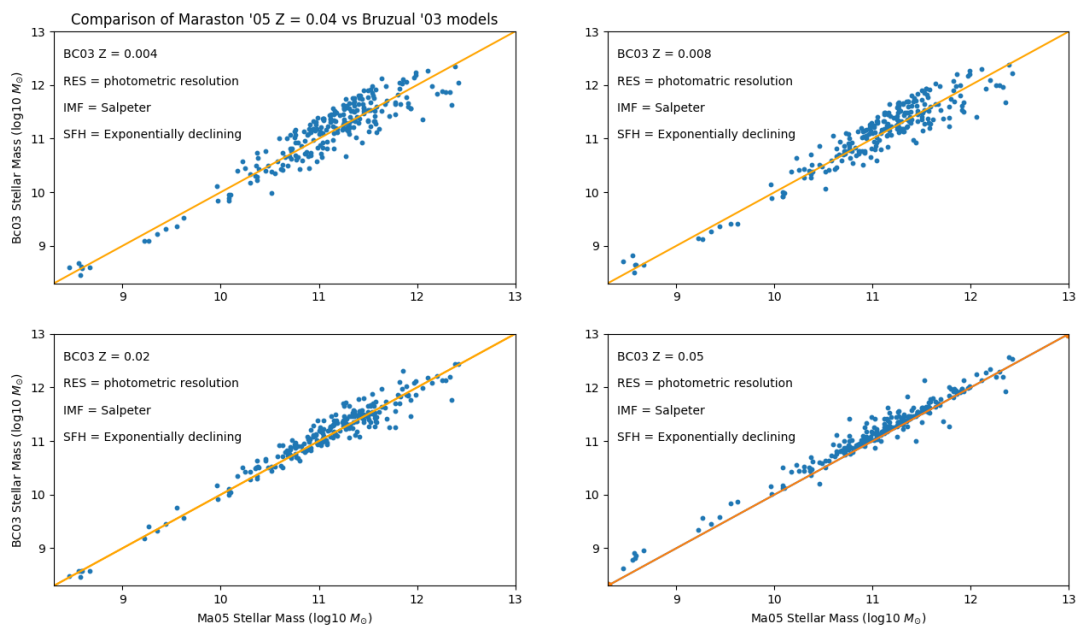 Comparison of Maraston '05 Z = 0.04 vs Bruzual '03 models
13
12
11
10
9
Bc03 Stellar Mass (log10 M⊙)
BC03 Z = 0.004
RES = photometric resolution
IMF = Salpeter
SFH = Exponentially declining
9 10 11 12 13
13
12
11
10
9
BC03 Z = 0.008
RES = photomatric resolution
IMF = Salpeter
SFH = Exponentially declining
9 10 11 12 13
13
12
11
10
9
BC03 Stellar Mass (log10 M⊙)
BC03 Z = 0.02
RES = photometric resolution
IMF = Salpeter
SFH = Exponentially declining
9 10 11 12 13
Ma05 Stellar Mass (log10 M⊙)
13
12
11
10
9
BC03 Z = 0.05
RES = photometric resolution
IMF = Salpeter
SFH = Exponentially declining
9 10 11 12 13
Ma05 Stellar Mass (log10 M⊙)